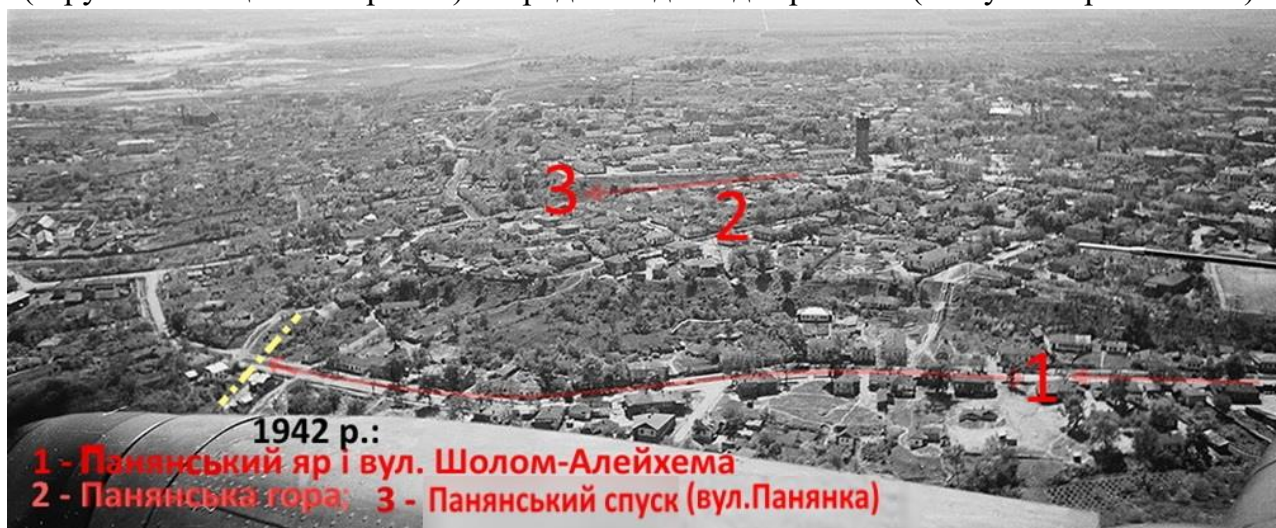 3
2
1
1942 р.:
1 - Панянський яр і вул. Шолом-Алейхема
2 - Панянська гора; 3 - Панянський спуск (вул.Панянка)